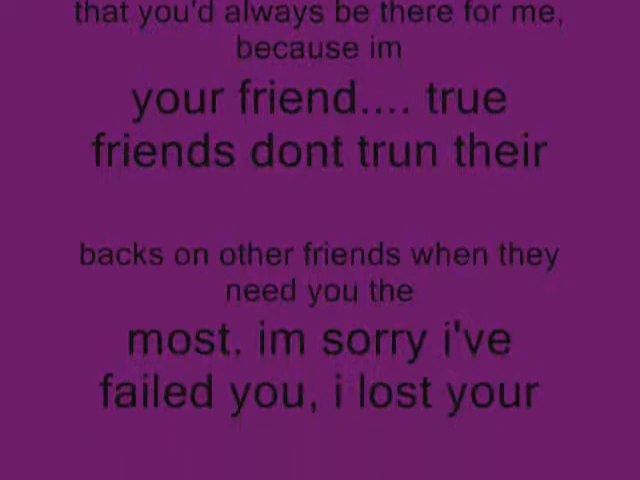 that you'd always be there for me,
because im
your friend.... true
friends dont trun their
backs on other friends when they
need you the
most. im sorry i've
failed you, i lost your